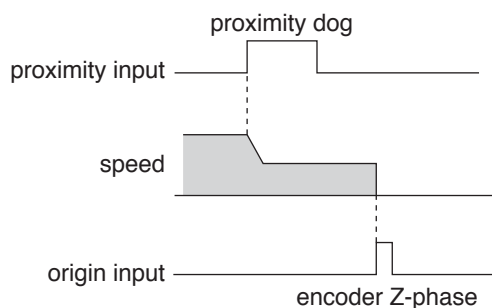 proximity dog
proximity input
speed
origin input
encoder Z-phase